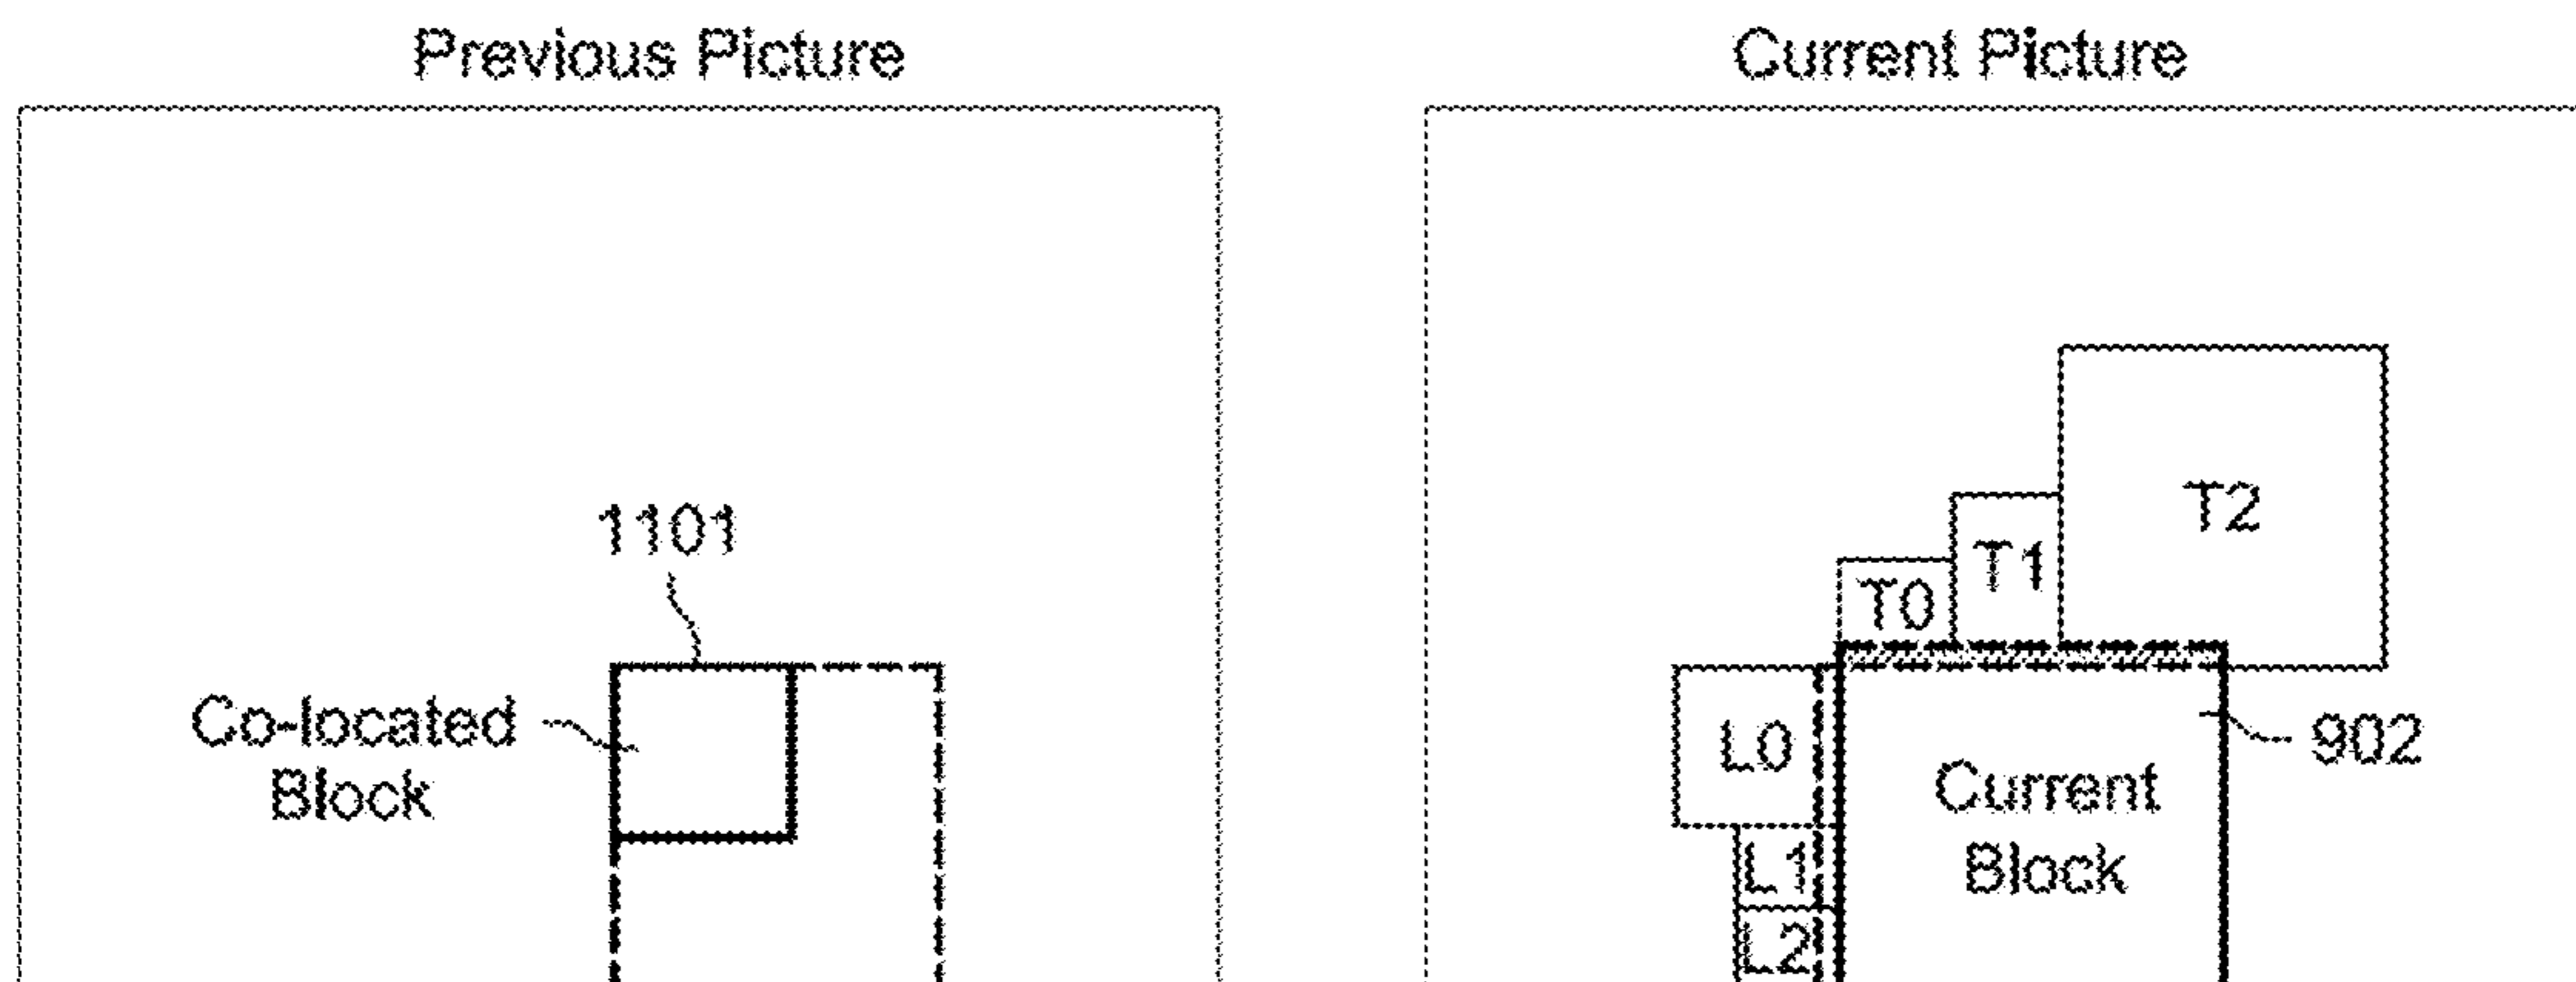 Previous Picture
Current Picture
T2
1101
T1
T0
Co-located
Block
L0
902
Current
Block
L1
L2